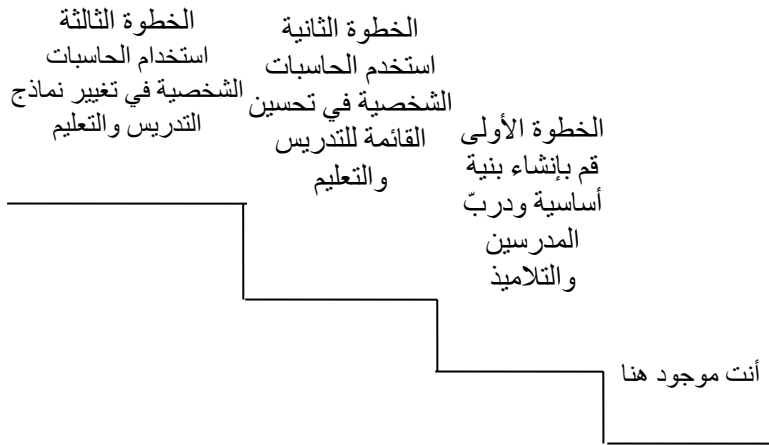 الخطوة الثالثة
استخدام الحاسبات
الشخصية في تغيير نماذج
التدريس والتعليم
الخطوة الثانية
استخدم الحاسبات
الشخصية في تحسين
القائمة للتدريس
والتعليم
الخطوة الأولى
قم بإنشاء بنية
أساسية ودربّ
المدرسين
والتلاميذ
أنت موجود هنا